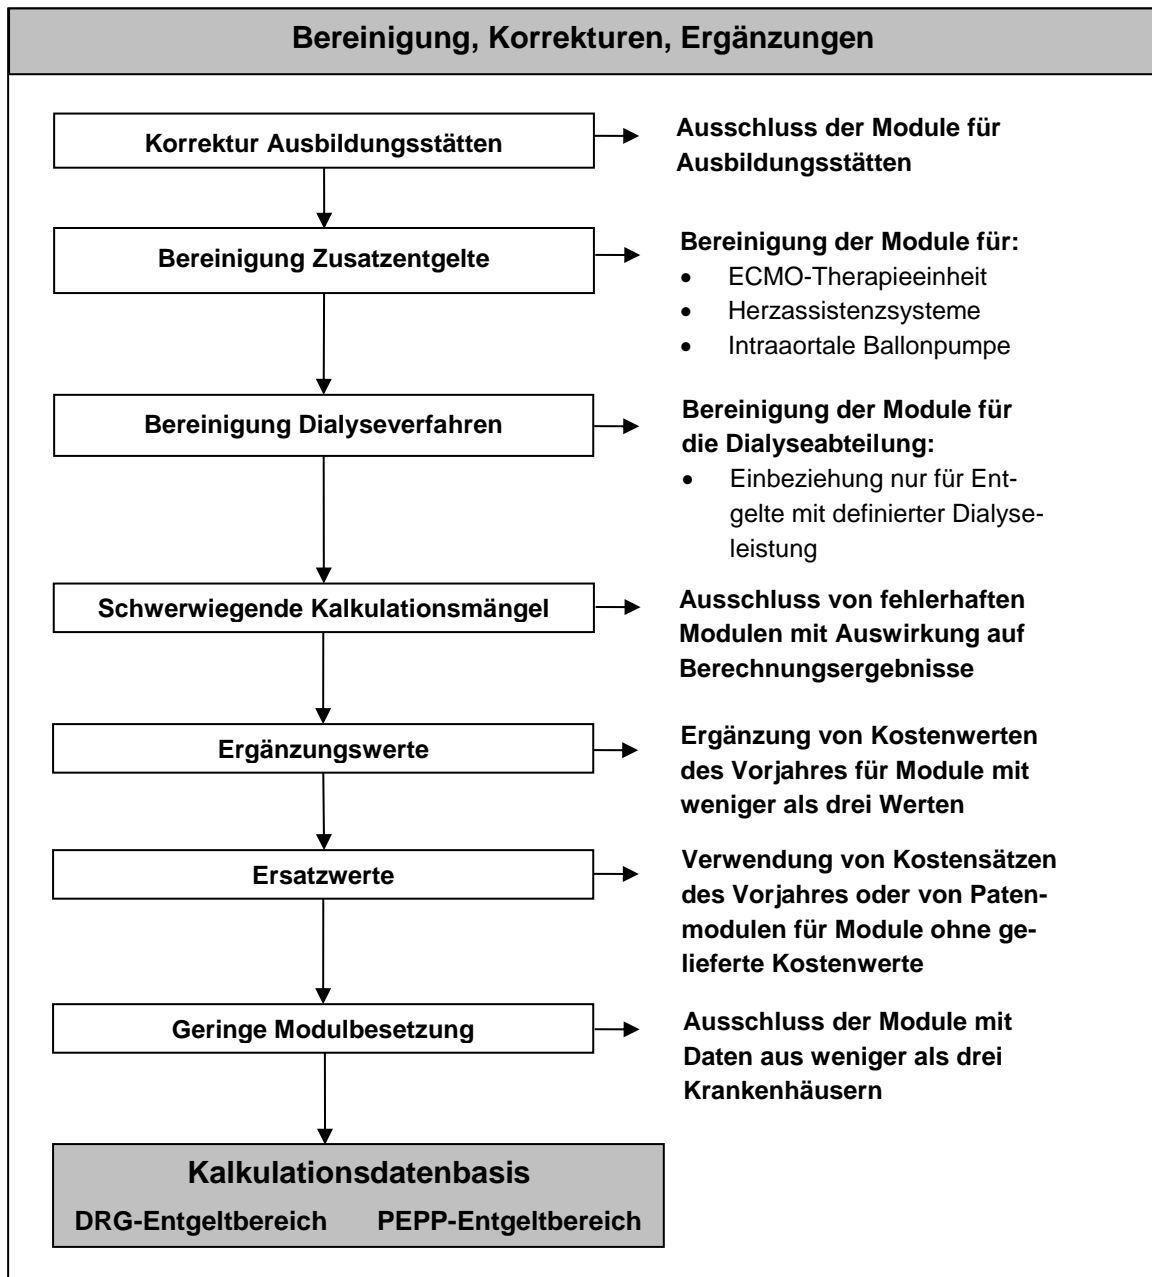 Bereinigung, Korrekturen, Ergänzungen
Korrektur Ausbildungsstätten
Ausschluss der Module für
Ausbildungsstätten
Bereinigung Zusatzentgelte
Bereinigung der Module für:
• ECMO-Therapieeinheit
• Herzassistenzsysteme
• Intraaortale Ballonpumpe
Bereinigung Dialyseverfahren
Bereinigung der Module für
die Dialyseabteilung:
• Einbeziehung nur für Ent-
gelte mit definierter Dialyse-
leistung
Schwerwiegende Kalkulationsmängel
Ausschluss von fehlerhaften
Modulen mit Auswirkung auf
Berechnungsergebnisse
Ergänzungswerte
Ergänzung von Kostenwerten
des Vorjahres für Module mit
weniger als drei Werten
Ersatzwerte
Verwendung von Kostensätzen
des Vorjahres oder von Paten-
modulen für Module ohne ge-
lieferte Kostenwerte
Geringe Modulbesetzung
Ausschluss der Module mit
Daten aus weniger als drei
Krankenhäusern
Kalkulationsdatenbasis
DRG-Entgeltbereich PEPP-Entgeltbereich